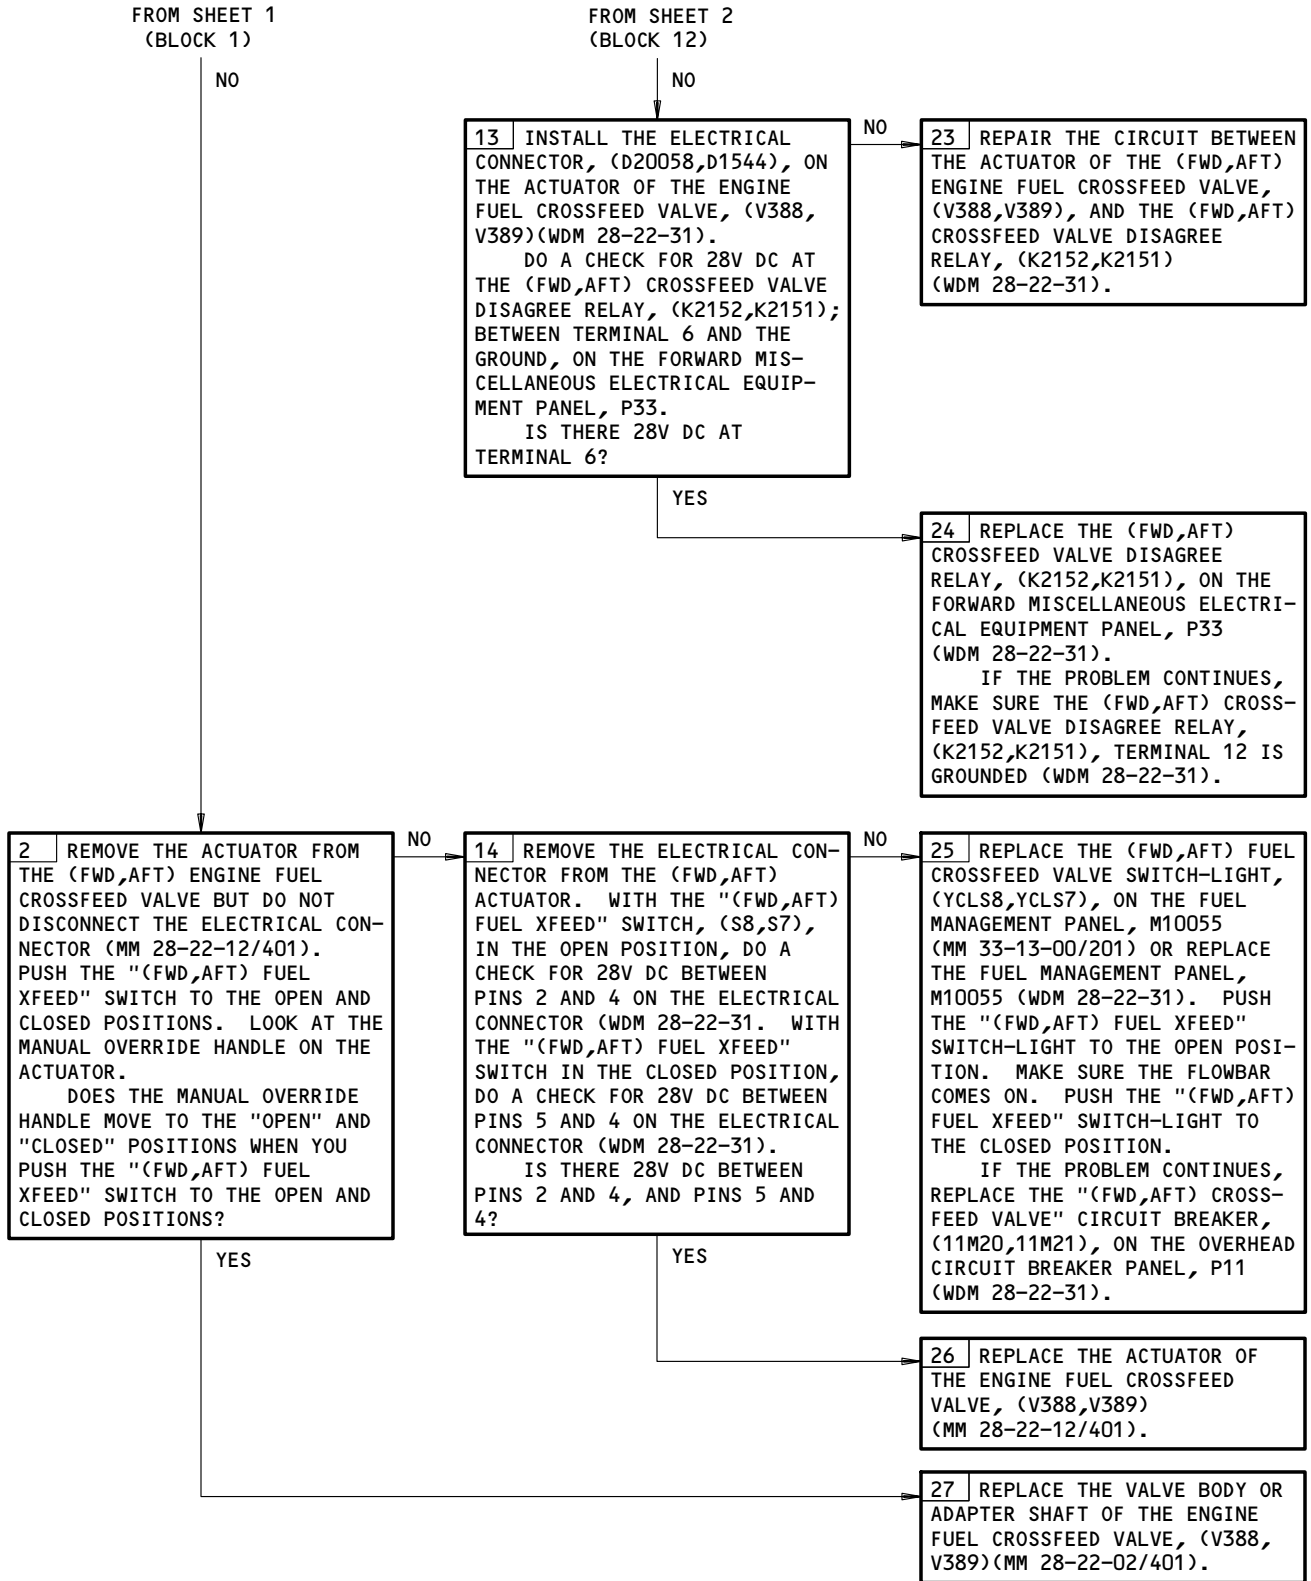 FROM SHEET 1
(BLOCK 1)
NO
FROM SHEET 2
(BLOCK 12)
NO
13 INSTALL THE ELECTRICAL
CONNECTOR, (D20058,D1544), ON
THE ACTUATOR OF THE ENGINE
FUEL CROSSFEED VALVE, (V388,
V389)(WDM 28-22-31).
DO A CHECK FOR 28V DC AT
THE (FWD,AFT) CROSSFEED VALVE
DISAGREE RELAY, (K2152,K2151);
BETWEEN TERMINAL 6 AND THE
GROUND, ON THE FORWARD MIS-
CELLANEOUS ELECTRICAL EQUIP-
MENT PANEL, P33.
IS THERE 28V DC AT
TERMINAL 6?
NO
23 REPAIR THE CIRCUIT BETWEEN
THE ACTUATOR OF THE (FWD,AFT)
ENGINE FUEL CROSSFEED VALVE,
(V388,V389), AND THE (FWD,AFT)
CROSSFEED VALVE DISAGREE
RELAY, (K2152,K2151)
(WDM 28-22-31).
YES
24 REPLACE THE (FWD,AFT)
CROSSFEED VALVE DISAGREE
RELAY, (K2152,K2151), ON THE
FORWARD MISCELLANEOUS ELECTRI-
CAL EQUIPMENT PANEL, P33
(WDM 28-22-31).
IF THE PROBLEM CONTINUES,
MAKE SURE THE (FWD,AFT) CROSS-
FEED VALVE DISAGREE RELAY,
(K2152,K2151), TERMINAL 12 IS
GROUNDED (WDM 28-22-31).
2 REMOVE THE ACTUATOR FROM
THE (FWD,AFT) ENGINE FUEL
CROSSFEED VALVE BUT DO NOT
DISCONNECT THE ELECTRICAL CON-
NECTOR (MM 28-22-12/401).
PUSH THE "(FWD,AFT) FUEL
XFEED" SWITCH TO THE OPEN AND
CLOSED POSITIONS. LOOK AT THE
MANUAL OVERRIDE HANDLE ON THE
ACTUATOR.
DOES THE MANUAL OVERRIDE
HANDLE MOVE TO THE "OPEN" AND
"CLOSED" POSITIONS WHEN YOU
PUSH THE "(FWD,AFT) FUEL
XFEED" SWITCH TO THE OPEN AND
CLOSED POSITIONS?
NO
14 REMOVE THE ELECTRICAL CON-
NECTOR FROM THE (FWD,AFT)
ACTUATOR. WITH THE "(FWD,AFT)
FUEL XFEED" SWITCH, (S8,S7),
IN THE OPEN POSITION, DO A
CHECK FOR 28V DC BETWEEN
PINS 2 AND 4 ON THE ELECTRICAL
CONNECTOR (WDM 28-22-31. WITH
THE "(FWD,AFT) FUEL XFEED"
SWITCH IN THE CLOSED POSITION,
DO A CHECK FOR 28V DC BETWEEN
PINS 5 AND 4 ON THE ELECTRICAL
CONNECTOR (WDM 28-22-31).
IS THERE 28V DC BETWEEN
PINS 2 AND 4, AND PINS 5 AND
4?
NO
25 REPLACE THE (FWD,AFT) FUEL
CROSSFEED VALVE SWITCH-LIGHT,
(YCLS8,YCLS7), ON THE FUEL
MANAGEMENT PANEL, M10055
(MM 33-13-00/201) OR REPLACE
THE FUEL MANAGEMENT PANEL,
M10055 (WDM 28-22-31). PUSH
THE "(FWD,AFT) FUEL XFEED"
SWITCH-LIGHT TO THE OPEN POSI-
TION. MAKE SURE THE FLOWBAR
COMES ON. PUSH THE "(FWD,AFT)
FUEL XFEED" SWITCH-LIGHT TO
THE CLOSED POSITION.
IF THE PROBLEM CONTINUES,
REPLACE THE "(FWD,AFT) CROSS-
FEED VALVE" CIRCUIT BREAKER,
(11M20,11M21), ON THE OVERHEAD
CIRCUIT BREAKER PANEL, P11
(WDM 28-22-31).
YES
YES
26 REPLACE THE ACTUATOR OF
THE ENGINE FUEL CROSSFEED
VALVE, (V388,V389)
(MM 28-22-12/401).
27 REPLACE THE VALVE BODY OR
ADAPTER SHAFT OF THE ENGINE
FUEL CROSSFEED VALVE, (V388,
V389)(MM 28-22-02/401).